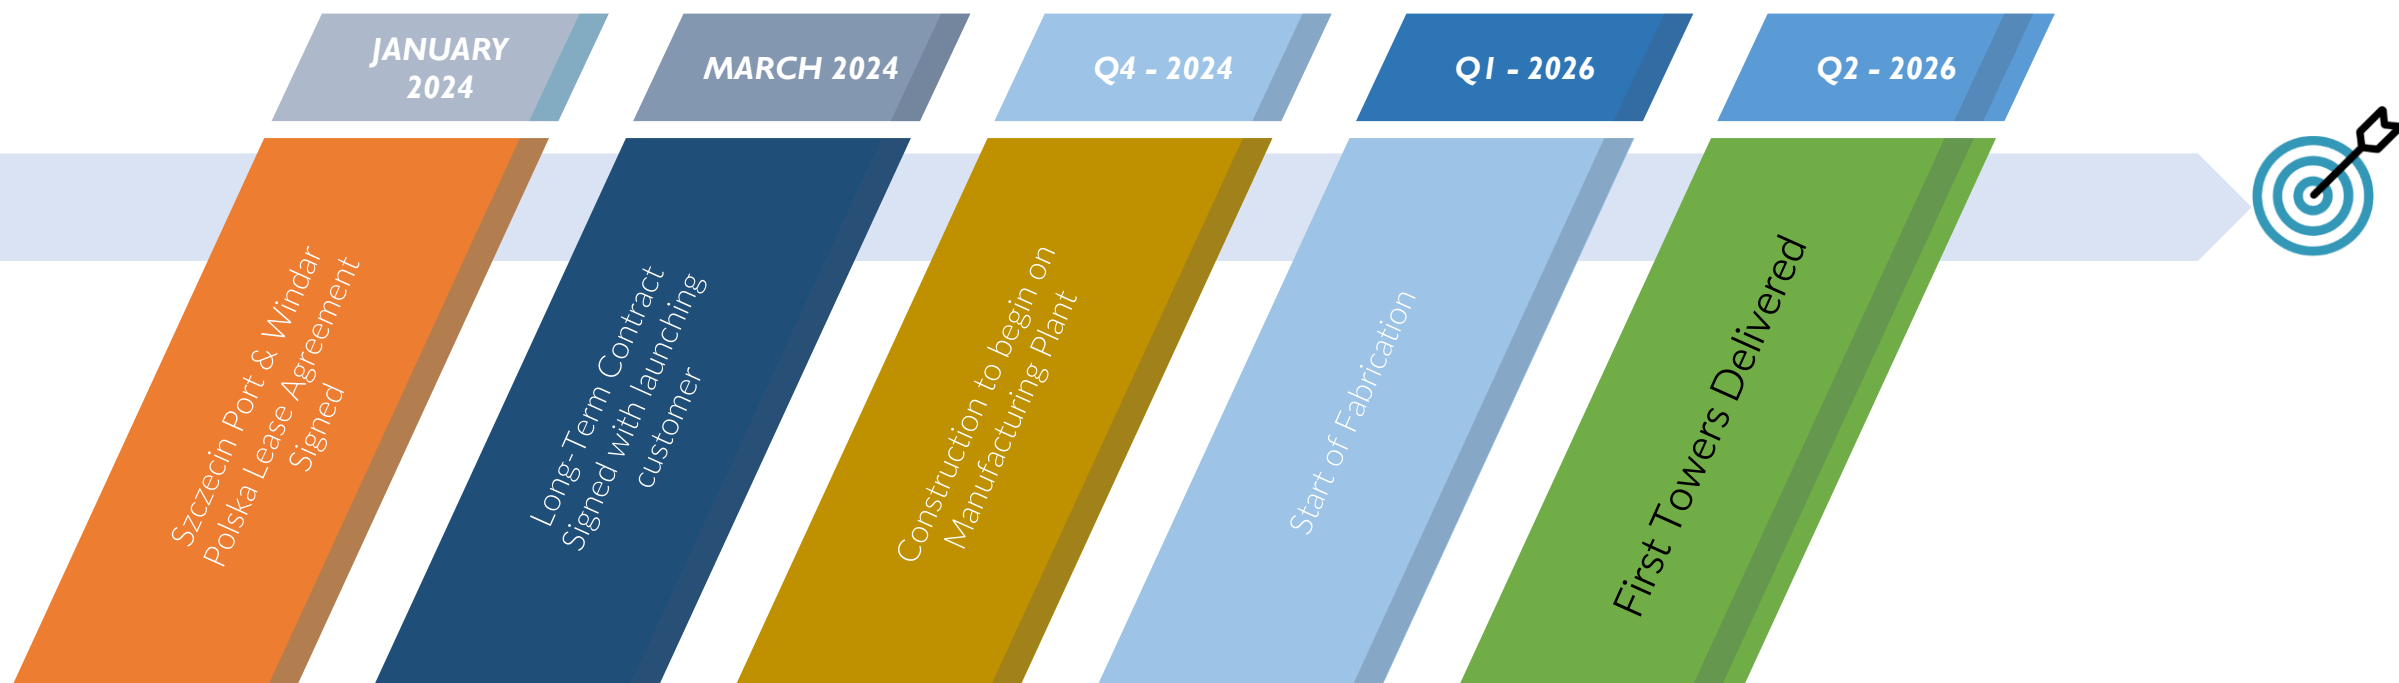 JANUARY
2024
MARCH 2024
Q4 - 2024
Q1 - 2026
Q2 - 2026
Szczecin Port & Windar
Polska Lease Agreement
Signed
Long-Term Contract
Signed with launching
customer
Construction to begin on
Manufacturing Plant
Start of Fabrication
First Towers Delivered